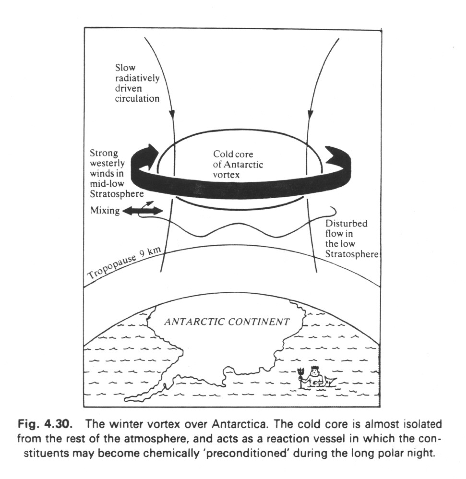 Slow
radiatively
driven
circulation
Strong
westerly
winds in
mid-low
Stratosphere
Cold core
of Antarctic
vortex
Mixing
Disturbed
flow in
the low
Stratosphere
Tropopause 9 km
ANTARCTIC CONTINENT
Fig. 4.30. The winter vortex over Antarctica. The cold core is almost isolated
from the rest of the atmosphere, and acts as a reaction vessel in which the con-
stituents may become chemically 'preconditioned' during the long polar night.